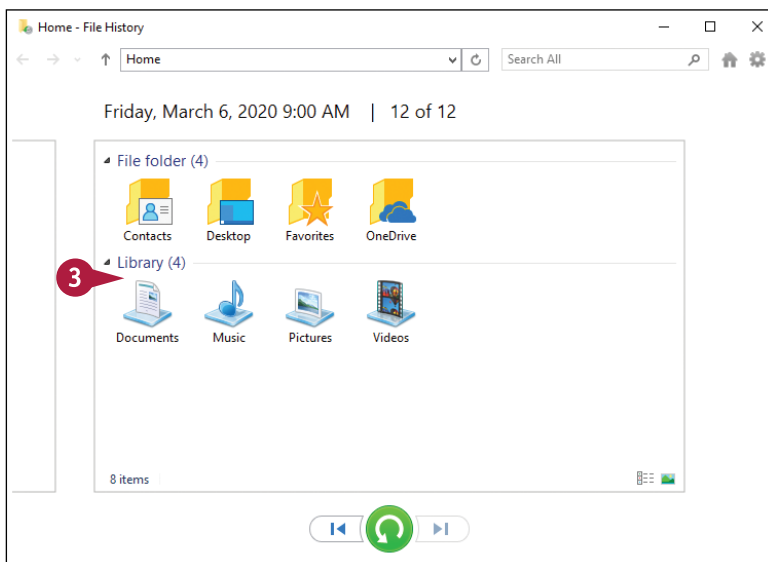 Home - File History
Home
Search All
Friday, March 6, 2020 9:00 AM | 12 of 12
File folder (4)
Contacts Desktop Favorites OneDrive
Library (4)
3
Documents Music Pictures Videos
8 items